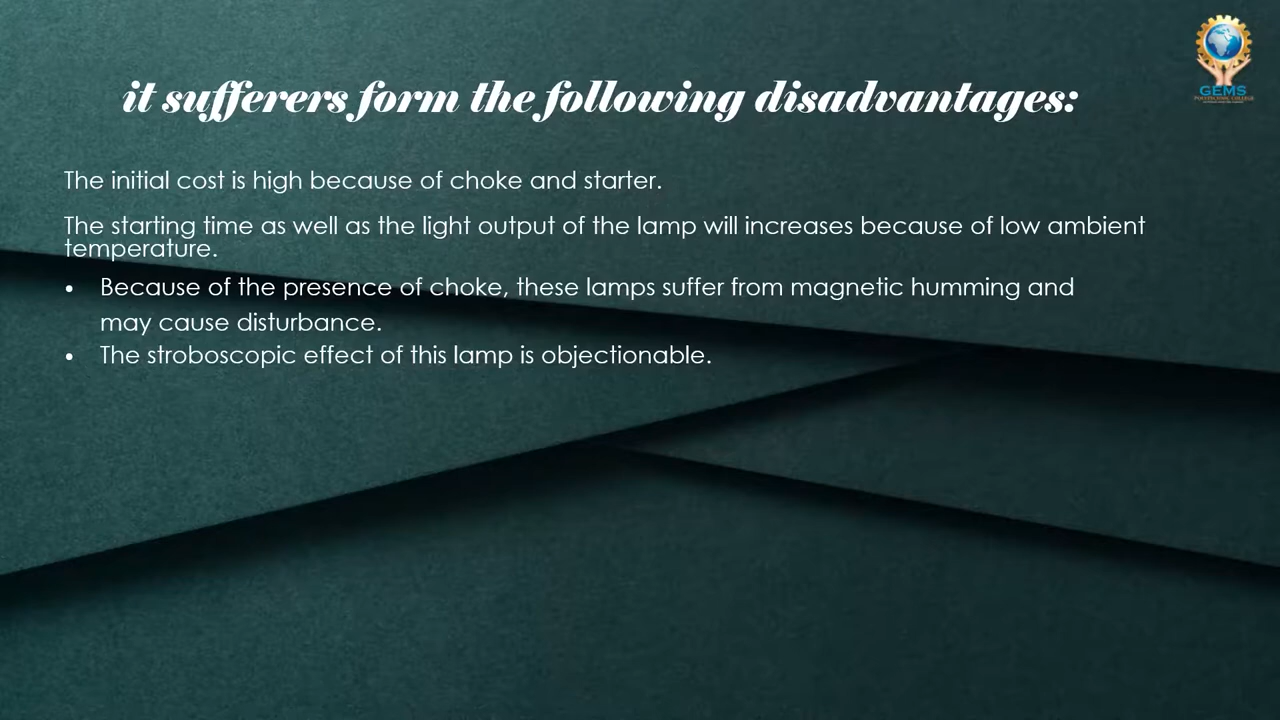 GEMS
POLYTECHNIC COLLEGE
it sufferers form the following disadvantages:
The initial cost is high because of choke and starter.
The starting time as well as the light output of the lamp will increases because of low ambient
temperature.
• Because of the presence of choke, these lamps suffer from magnetic humming and
may cause disturbance.
• The stroboscopic effect of this lamp is objectionable.